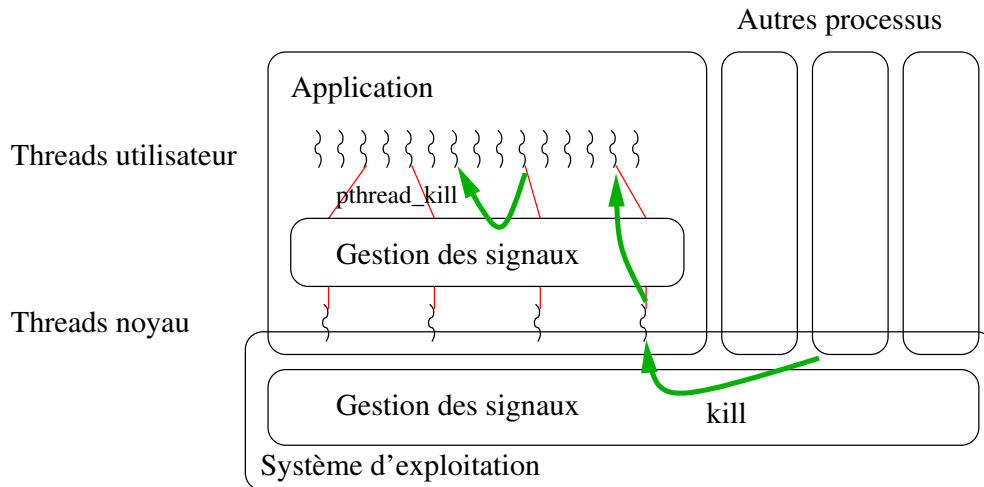 Autres processus
Application
Threads utilisateur
pthread_kill
Gestion des signaux
Threads noyau
Gestion des signaux
kill
Système d'exploitation